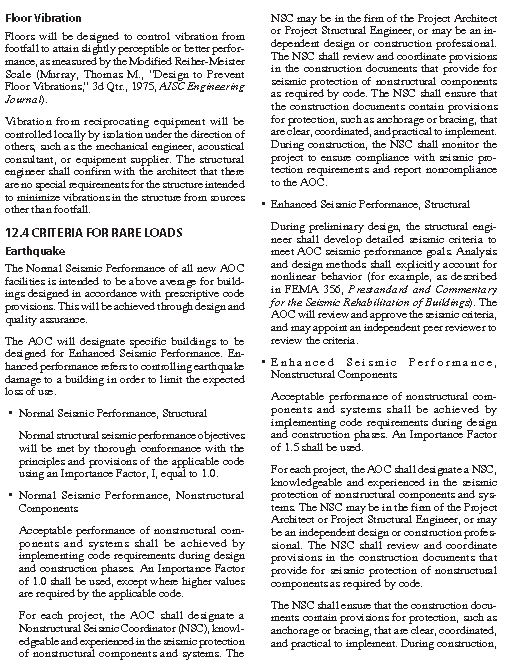 Floor Vibration
Floors will be designed to control vibration from
footfall to attain slightly perceptible or better perfor-
mance, as measured by the Modified Reiher-Meister
Scale (Murray, Thomas M., "Design to Prevent
Floor Vibrations," 3d Qtr., 1975, AISC Engineering
Journal).
Vibration from reciprocating equipment will be
controlled locally by isolation under the direction of
others, such as the mechanical engineer, acoustical
consultant, or equipment supplier. The structural
engineer shall confirm with the architect that there
are no special requirements for the structure intended
to minimize vibrations in the structure from sources
other than footfall.
12.4 CRITERIA FOR RARE LOADS
Earthquake
The Normal Seismic Performance of all new AOC
facilities is intended to be above average for build-
ings designed in accordance with prescriptive code
provisions. This will be achieved through design and
quality assurance.
The AOC will designate specific buildings to be
designed for Enhanced Seismic Performance. En-
hanced performance refers to controlling earthquake
damage to a building in order to limit the expected
loss of use.
• Normal Seismic Performance, Structural
Normal structural seismic performance objectives
will be met by thorough conformance with the
principles and provisions of the applicable code
using an Importance Factor, I, equal to 1.0.
• Normal Seismic Performance, Nonstructural
Components
Acceptable performance of nonstructural com-
ponents and systems shall be achieved by
implementing code requirements during design
and construction phases. An Importance Factor
of 1.0 shall be used, except where higher values
are required by the applicable code.
For each project, the AOC shall designate a
Nonstructural Seismic Coordinator (NSC), knowl-
edgeable and experienced in the seismic protection
of nonstructural components and systems. The
NSC may be in the firm of the Project Architect
or Project Structural Engineer, or may be an in-
dependent design or construction professional.
The NSC shall review and coordinate provisions
in the construction documents that provide for
seismic protection of nonstructural components
as required by code. The NSC shall ensure that
the construction documents contain provisions
for protection, such as anchorage or bracing, that
are clear, coordinated, and practical to implement.
During construction, the NSC shall monitor the
project to ensure compliance with seismic pro-
tection requirements and report noncompliance
to the AOC.
• Enhanced Seismic Performance, Structural
During preliminary design, the structural engi-
neer shall develop detailed seismic criteria to
meet AOC seismic performance goals. Analysis
and design methods shall explicitly account for
nonlinear behavior (for example, as described
in FEMA 356, Prestandard and Commentary
for the Seismic Rehabilitation of Buildings). The
AOC will review and approve the seismic criteria,
and may appoint an independent peer reviewer to
review the criteria.
• Enhanced Seismic Performance,
Nonstructural Components
Acceptable performance of nonstructural com-
ponents and systems shall be achieved by
implementing code requirements during design
and construction phases. An Importance Factor
of 1.5 shall be used.
For each project, the AOC shall designate a NSC,
knowledgeable and experienced in the seismic
protection of nonstructural components and sys-
tems. The NSC may be in the firm of the Project
Architect or Project Structural Engineer, or may
be an independent design or construction profes-
sional. The NSC shall review and coordinate
provisions in the construction documents that
provide for seismic protection of nonstructural
components as required by code.
The NSC shall ensure that the construction docu-
ments contain provisions for protection, such as
anchorage or bracing, that are clear, coordinated,
and practical to implement. During construction,